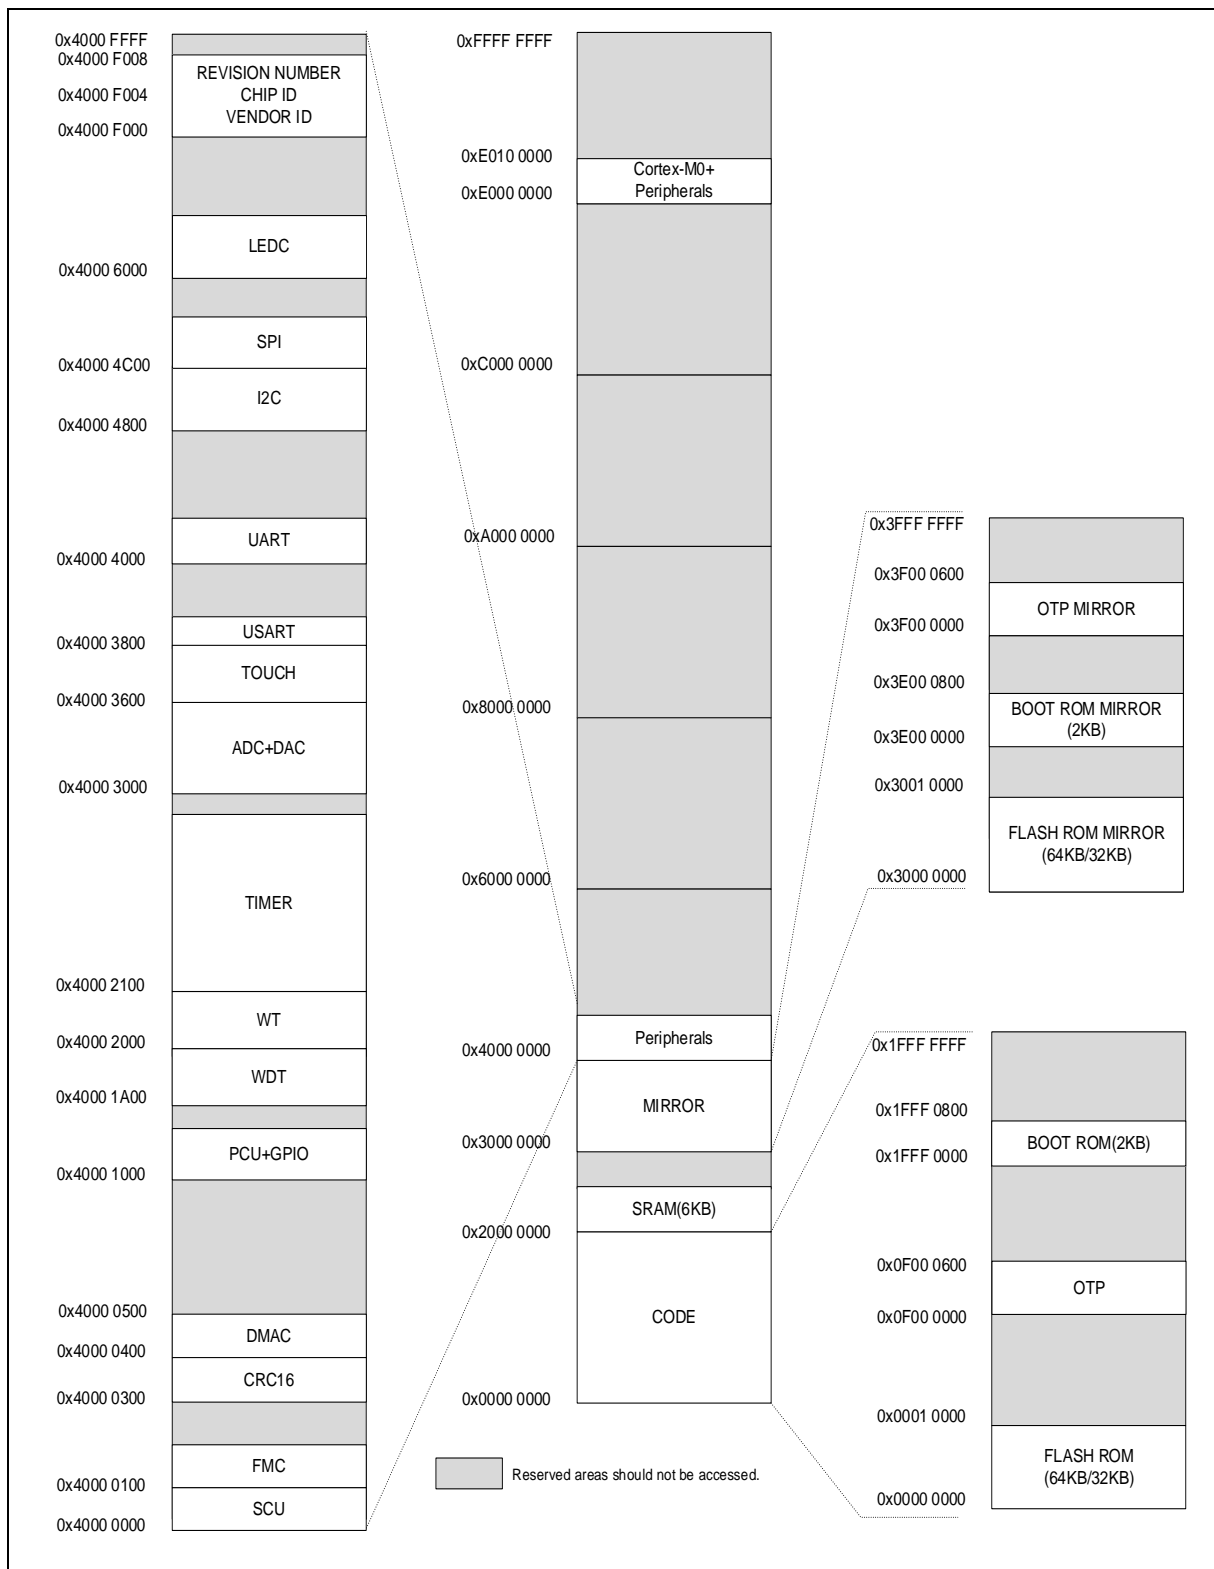 0x4000 FFFF
0x4000 F008
REVISION NUMBER
0x4000 F004
CHIP ID
VENDOR ID
0x4000 F000
LEDC
0x4000 6000
SPI
0x4000 4C00
I2C
0x4000 4800
UART
0x4000 4000
USART
0x4000 3800
TOUCH
0x4000 3600
ADC+DAC
0x4000 3000
TIMER
0x4000 2100
WT
0x4000 2000
WDT
0x4000 1A00
PCU+GPIO
0x4000 1000
0x4000 0500
DMAC
0x4000 0400
CRC16
0x4000 0300
FMC
0x4000 0100
SCU
0x4000 0000
0xFFFF FFFF
0xE010 0000
Cortex-M0+
Peripherals
0xE000 0000
0xC000 0000
0xA000 0000
0x8000 0000
0x6000 0000
Peripherals
0x4000 0000
MIRROR
0x3000 0000
SRAM(6KB)
0x2000 0000
CODE
0x0000 0000
Reserved areas should not be accessed.
0x3FFF FFFF
0x3F00 0600
OTP MIRROR
0x3F00 0000
0x3E00 0800
BOOT ROM MIRROR
(2KB)
0x3E00 0000
0x3001 0000
FLASH ROM MIRROR
(64KB/32KB)
0x3000 0000
0x1FFF FFFF
0x1FFF 0800
BOOT ROM(2KB)
0x1FFF 0000
0x0F00 0600
OTP
0x0F00 0000
0x0001 0000
FLASH ROM
(64KB/32KB)
0x0000 0000